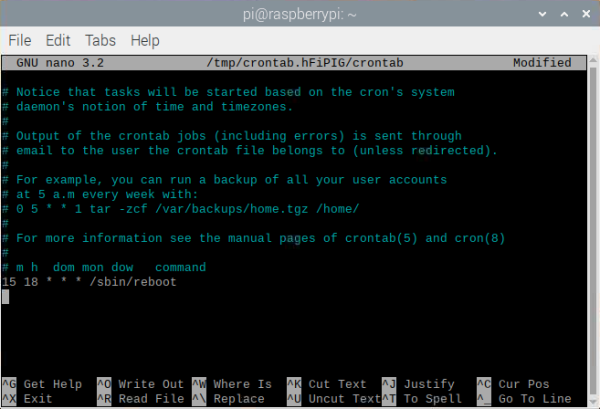 pi@raspberrypi: ~
File Edit Tabs Help
GNU nano 3.2 /tmp/crontab.hFiPIG/crontab Modified
# Notice that tasks will be started based on the cron's system
# daemon's notion of time and timezones.
#
# Output of the crontab jobs (including errors) is sent through
# email to the user the crontab file belongs to (unless redirected).
#
# For example, you can run a backup of all your user accounts
# at 5 a.m every week with:
# 0 5 * * 1 tar -zcf /var/backups/home.tgz /home/
#
# For more information see the manual pages of crontab(5) and cron(8)
#
# m h  dom mon dow   command
15 18 * * * /sbin/reboot
^G Get Help ^O Write Out ^W Where Is ^K Cut Text ^J Justify ^C Cur Pos
^X Exit ^R Read File ^\ Replace ^U Uncut Text ^T To Spell ^_ Go To Line